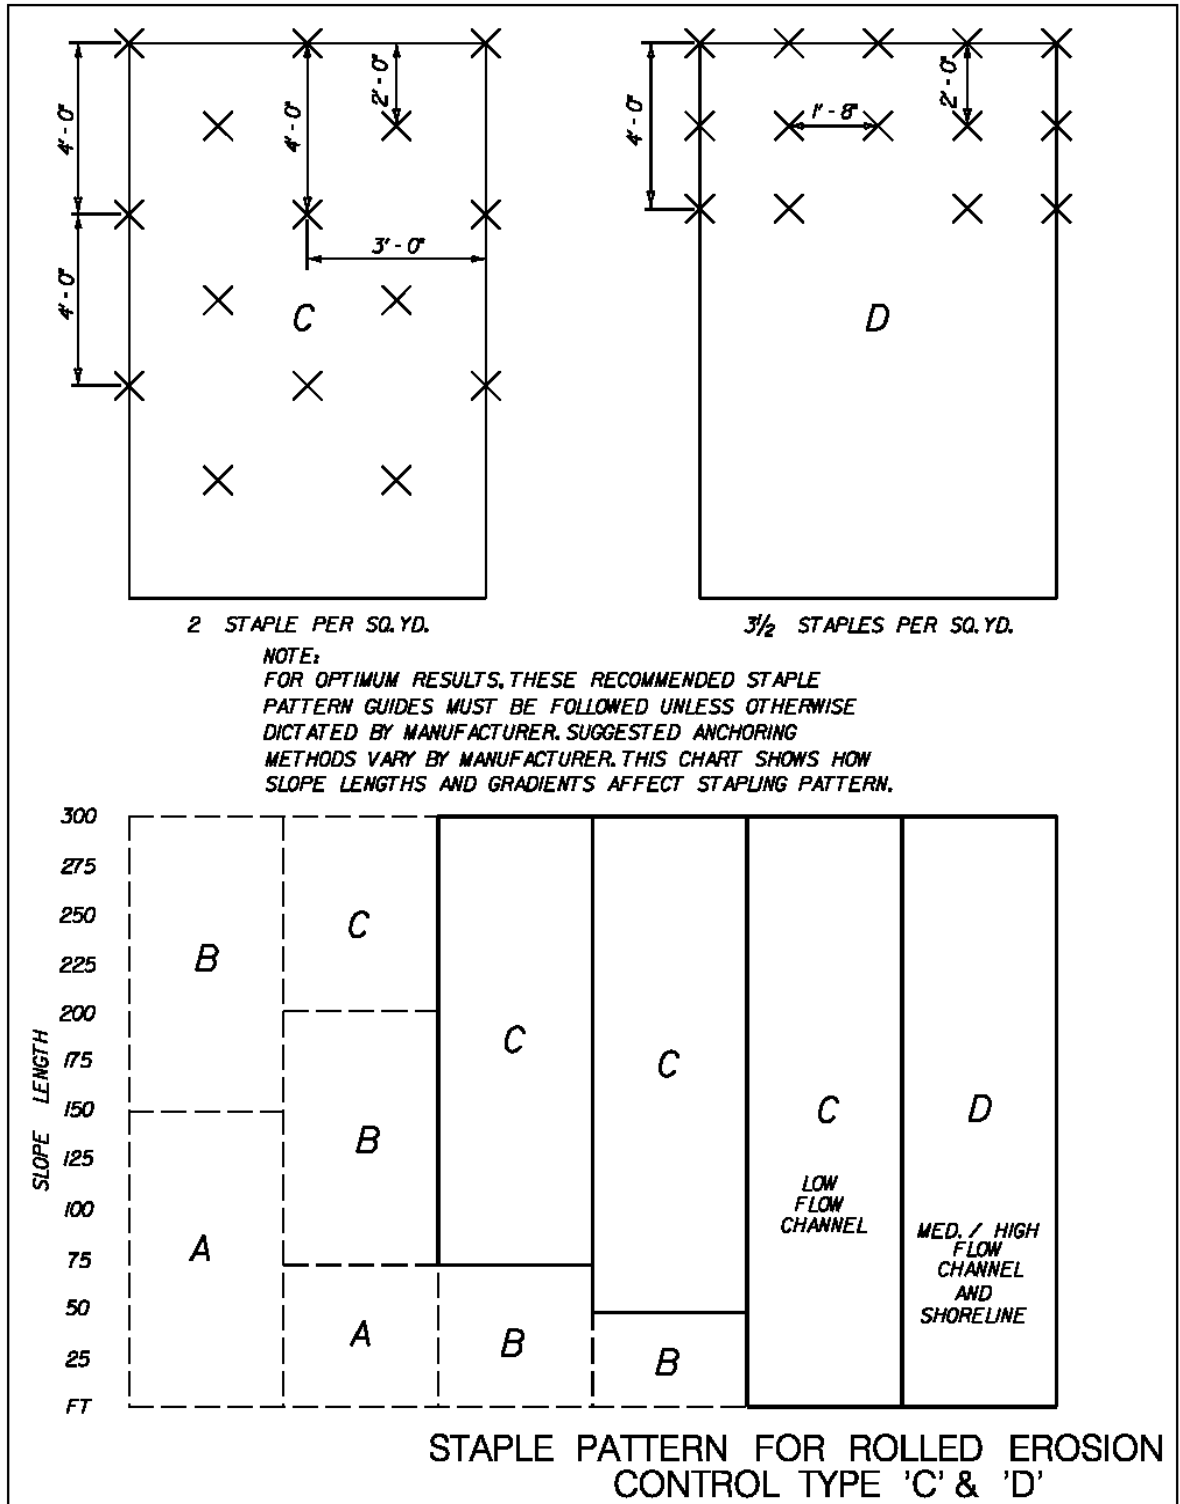 4'-0"
4'-0"
4'-0"
2'-0"
3'-0"
C
4'-0"
1'-8"
2'-0"
D
2 STAPLE PER SQ.YD.
3½ STAPLES PER SQ.YD.
NOTE:
FOR OPTIMUM RESULTS, THESE RECOMMENDED STAPLE
PATTERN GUIDES MUST BE FOLLOWED UNLESS OTHERWISE
DICTATED BY MANUFACTURER. SUGGESTED ANCHORING
METHODS VARY BY MANUFACTURER. THIS CHART SHOWS HOW
SLOPE LENGTHS AND GRADIENTS AFFECT STAPLING PATTERN.
SLOPE LENGTH
300
275
250
225
200
175
150
125
100
75
50
25
FT
B
A
C
B
A
C
B
C
B
C
LOW
FLOW
CHANNEL
D
MED. / HIGH
FLOW
CHANNEL
AND
SHORELINE
STAPLE PATTERN FOR ROLLED EROSION
CONTROL TYPE 'C' & 'D'